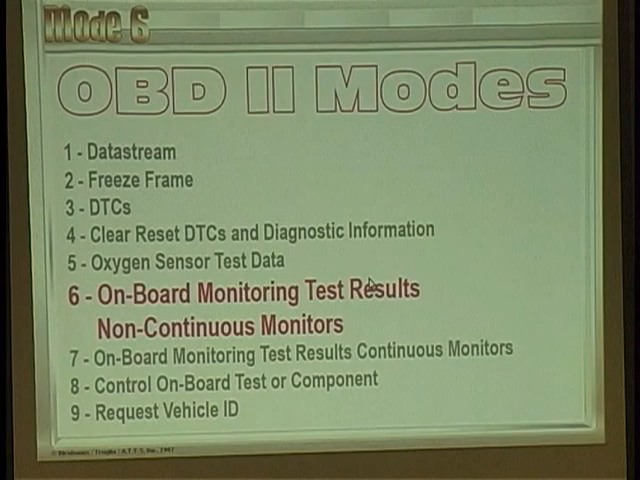 Mode 6
OBD II Modes
1 - Datastream
2 - Freeze Frame
3 - DTCs
4 - Clear Reset DTCs and Diagnostic Information
5 - Oxygen Sensor Test Data
6 - On-Board Monitoring Test Results
Non-Continuous Monitors
7 - On-Board Monitoring Test Results Continuous Monitors
8 - Control On-Board Test or Component
9 - Request Vehicle ID
A.T.T.S, Inc.